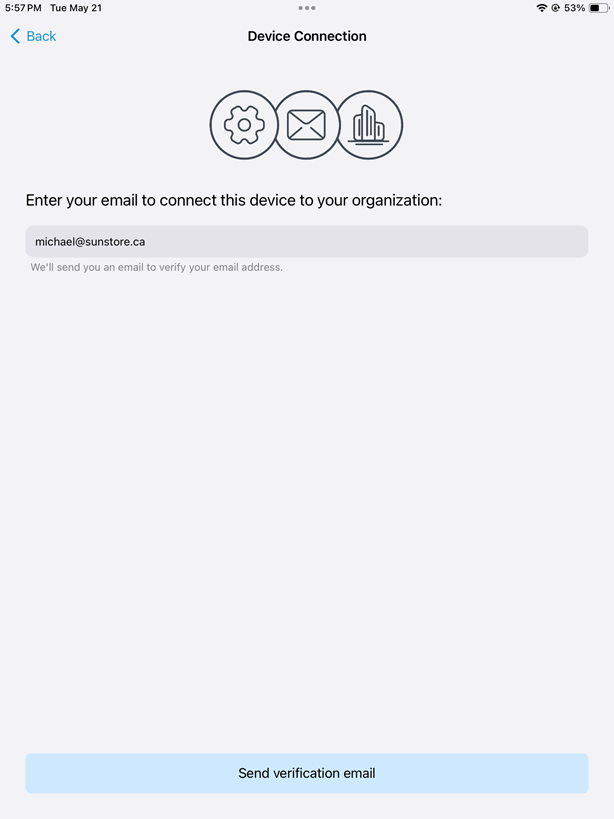 5:57 PM Tue May 21
53%
Back
Device Connection
Enter your email to connect this device to your organization:
michael@sunstore.ca
We'll send you an email to verify your email address.
Send verification email